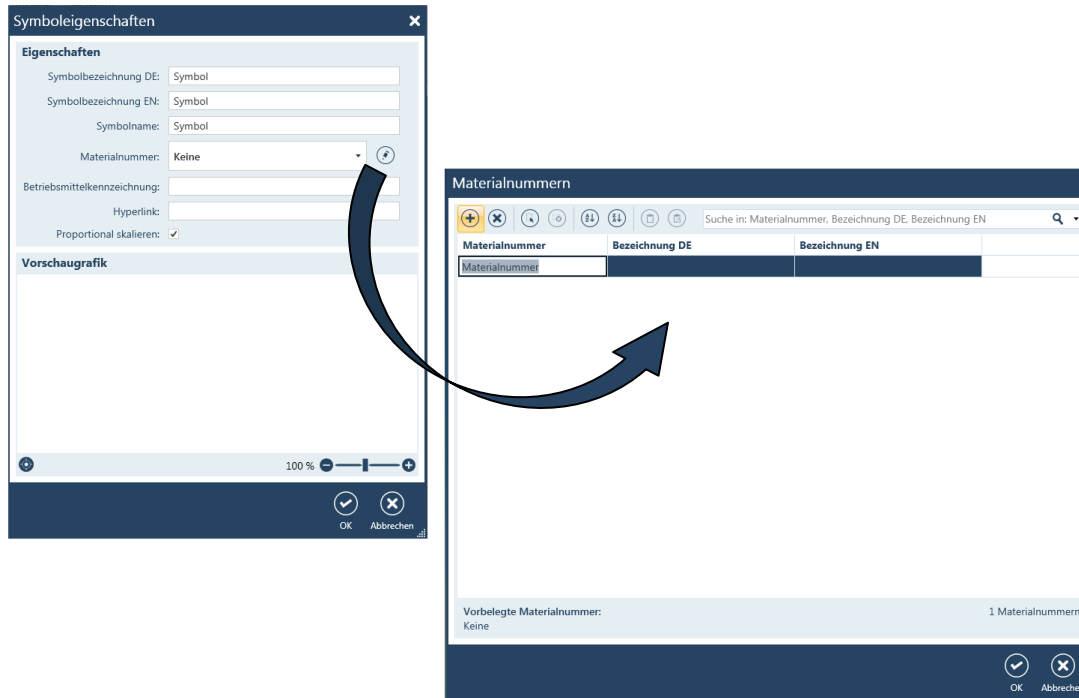 Symboleigenschaften
Eigenschaften
Symbolbezeichnung DE: Symbol
Symbolbezeichnung EN: Symbol
Symbolname: Symbol
Materialnummer: Keine
Betriebsmittelkennzeichnung:
Hyperlink:
Proportional skalieren:
Vorschaugrafik
100 %
OK Abbrechen
Materialnummern
Suche in: Materialnummer, Bezeichnung DE, Bezeichnung EN
Materialnummer Bezeichnung DE Bezeichnung EN
Materialnummer
Vorbelegte Materialnummer: 1 Materialnummern
Keine
OK Abbreche